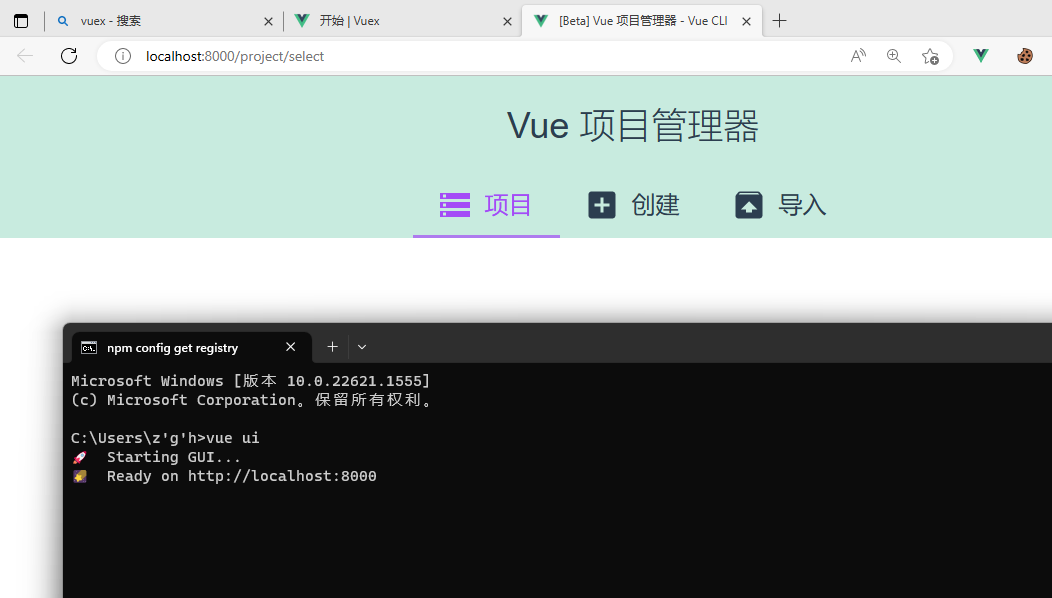 vuex - 搜索
开始 | Vuex
[Beta] Vue 项目管理器 - Vue CLI
localhost:8000/project/select
Vue 项目管理器
项目
创建
导入
npm config get registry
Microsoft Windows [版本 10.0.22621.1555]
(c) Microsoft Corporation。保留所有权利。
C:\Users\z'g'h>vue ui
Starting GUI...
Ready on http://localhost:8000